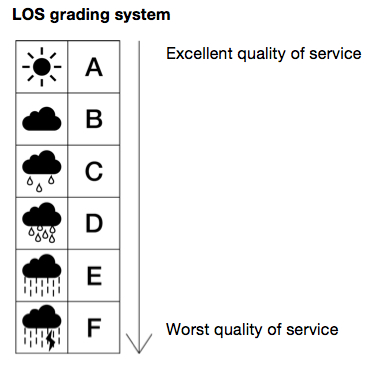 LOS grading system
A
Excellent quality of service
B
C
D
E
F
Worst quality of service